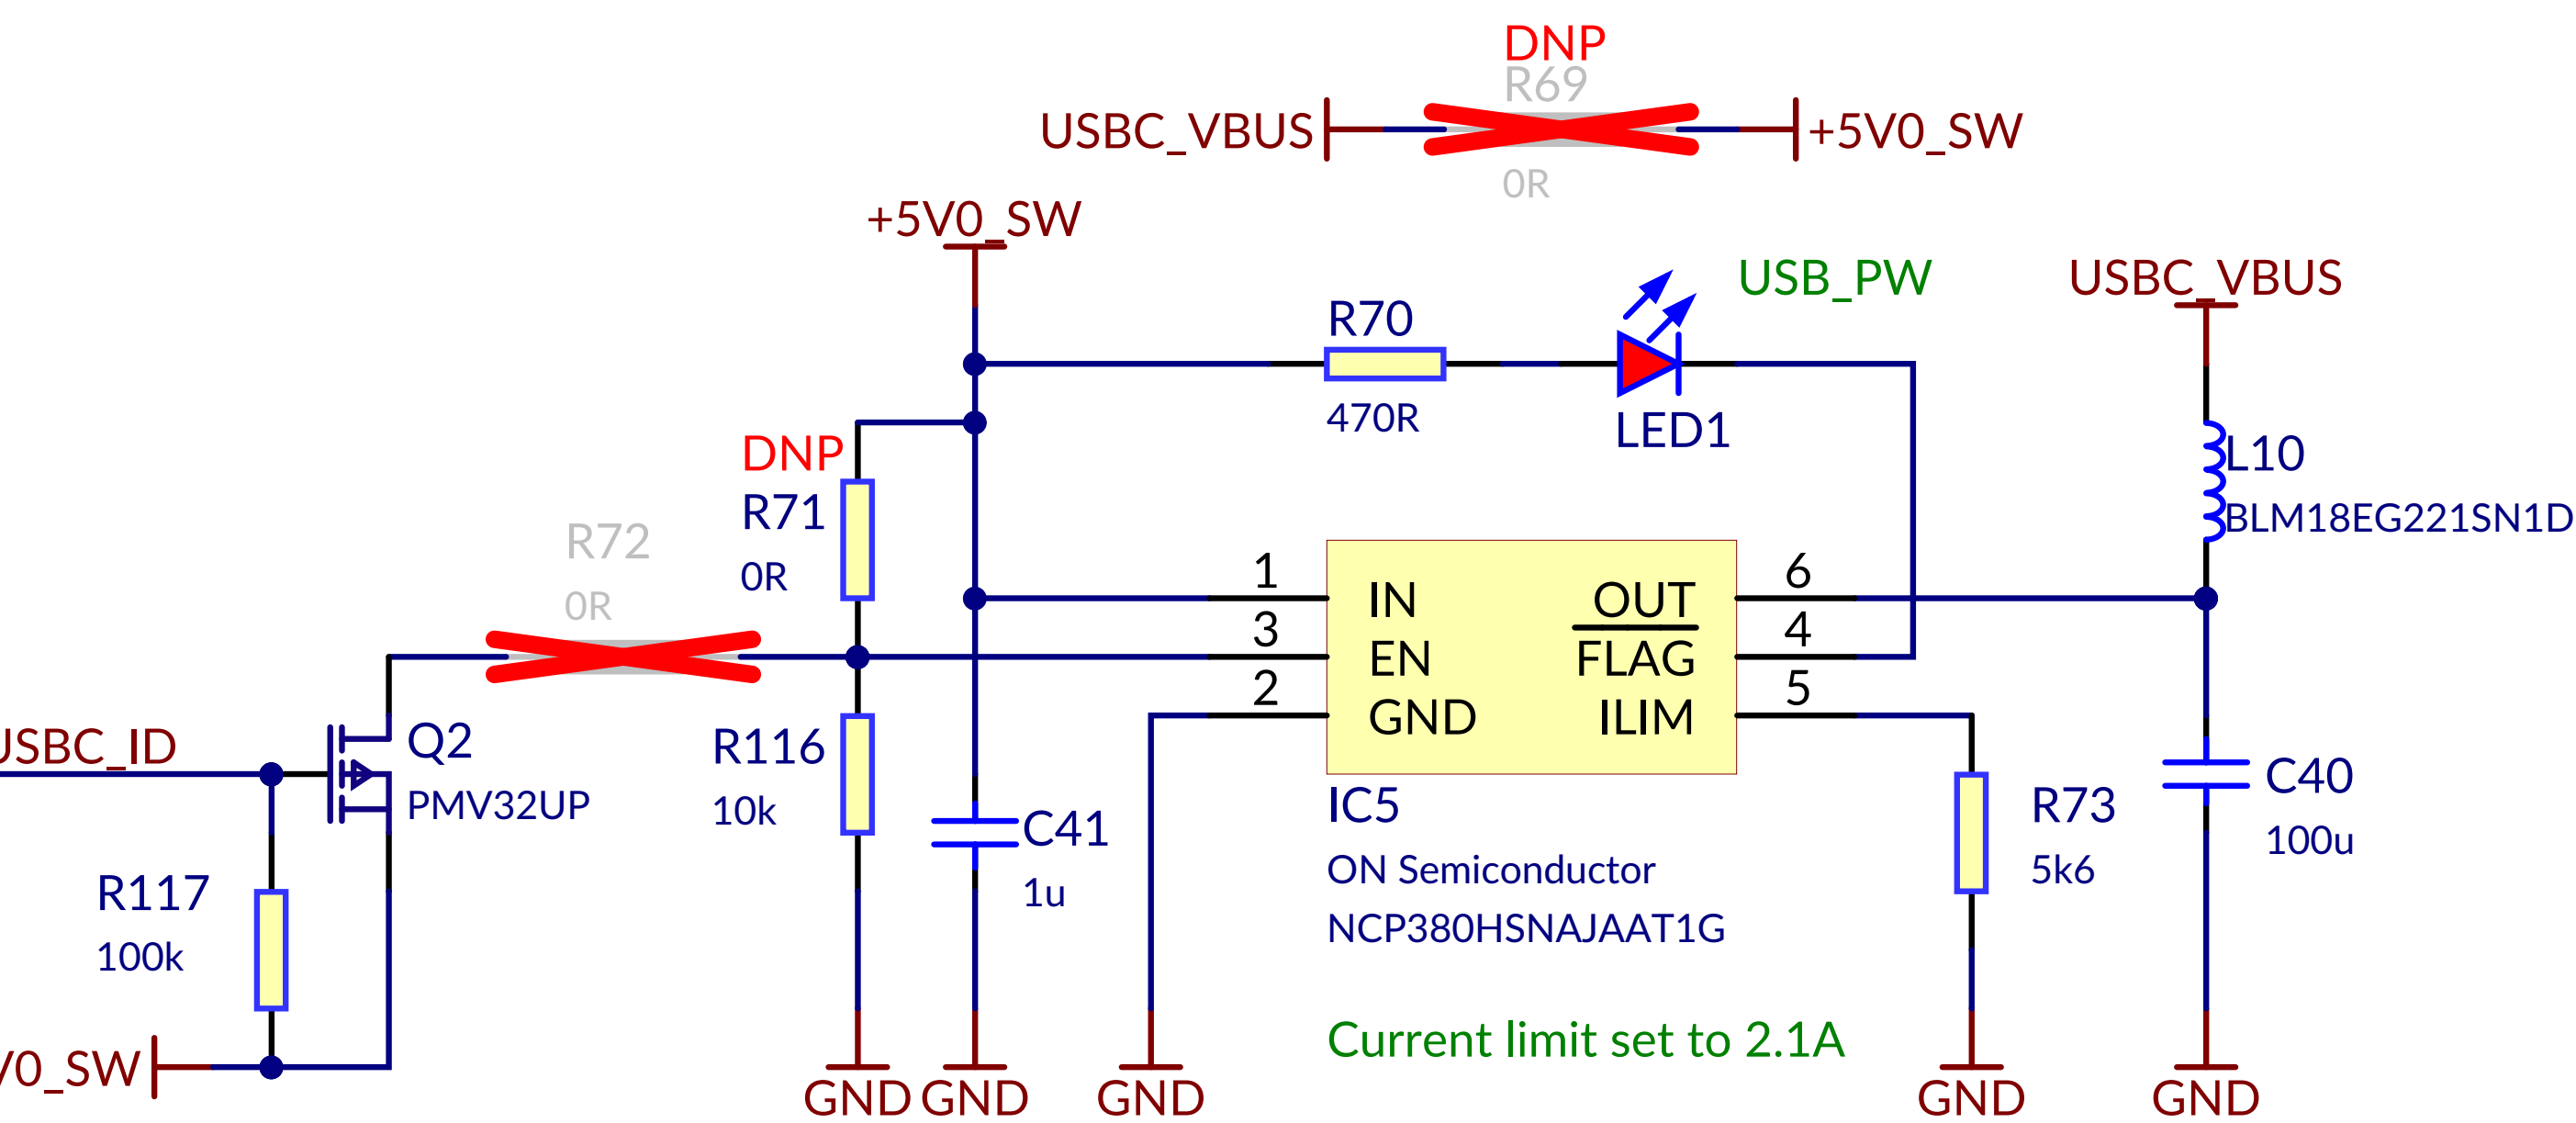 DNP
R69
USBC_VBUS
+5V0_SW
0R
+5V0_SW
USB_PW
USBC_VBUS
R70
470R
LED1
L10
BLM18EG221SN1D
DNP
R71
0R
R72
0R
1
3
2
IN
EN
GND
OUT
FLAG
ILIM
6
4
5
USBC_ID
Q2
PMV32UP
R116
10k
C41
1u
IC5
ON Semiconductor
NCP380HSNAJAAT1G
R73
5k6
C40
100u
R117
100k
Current limit set to 2.1A
V0_SW
GND
GND
GND
GND
GND